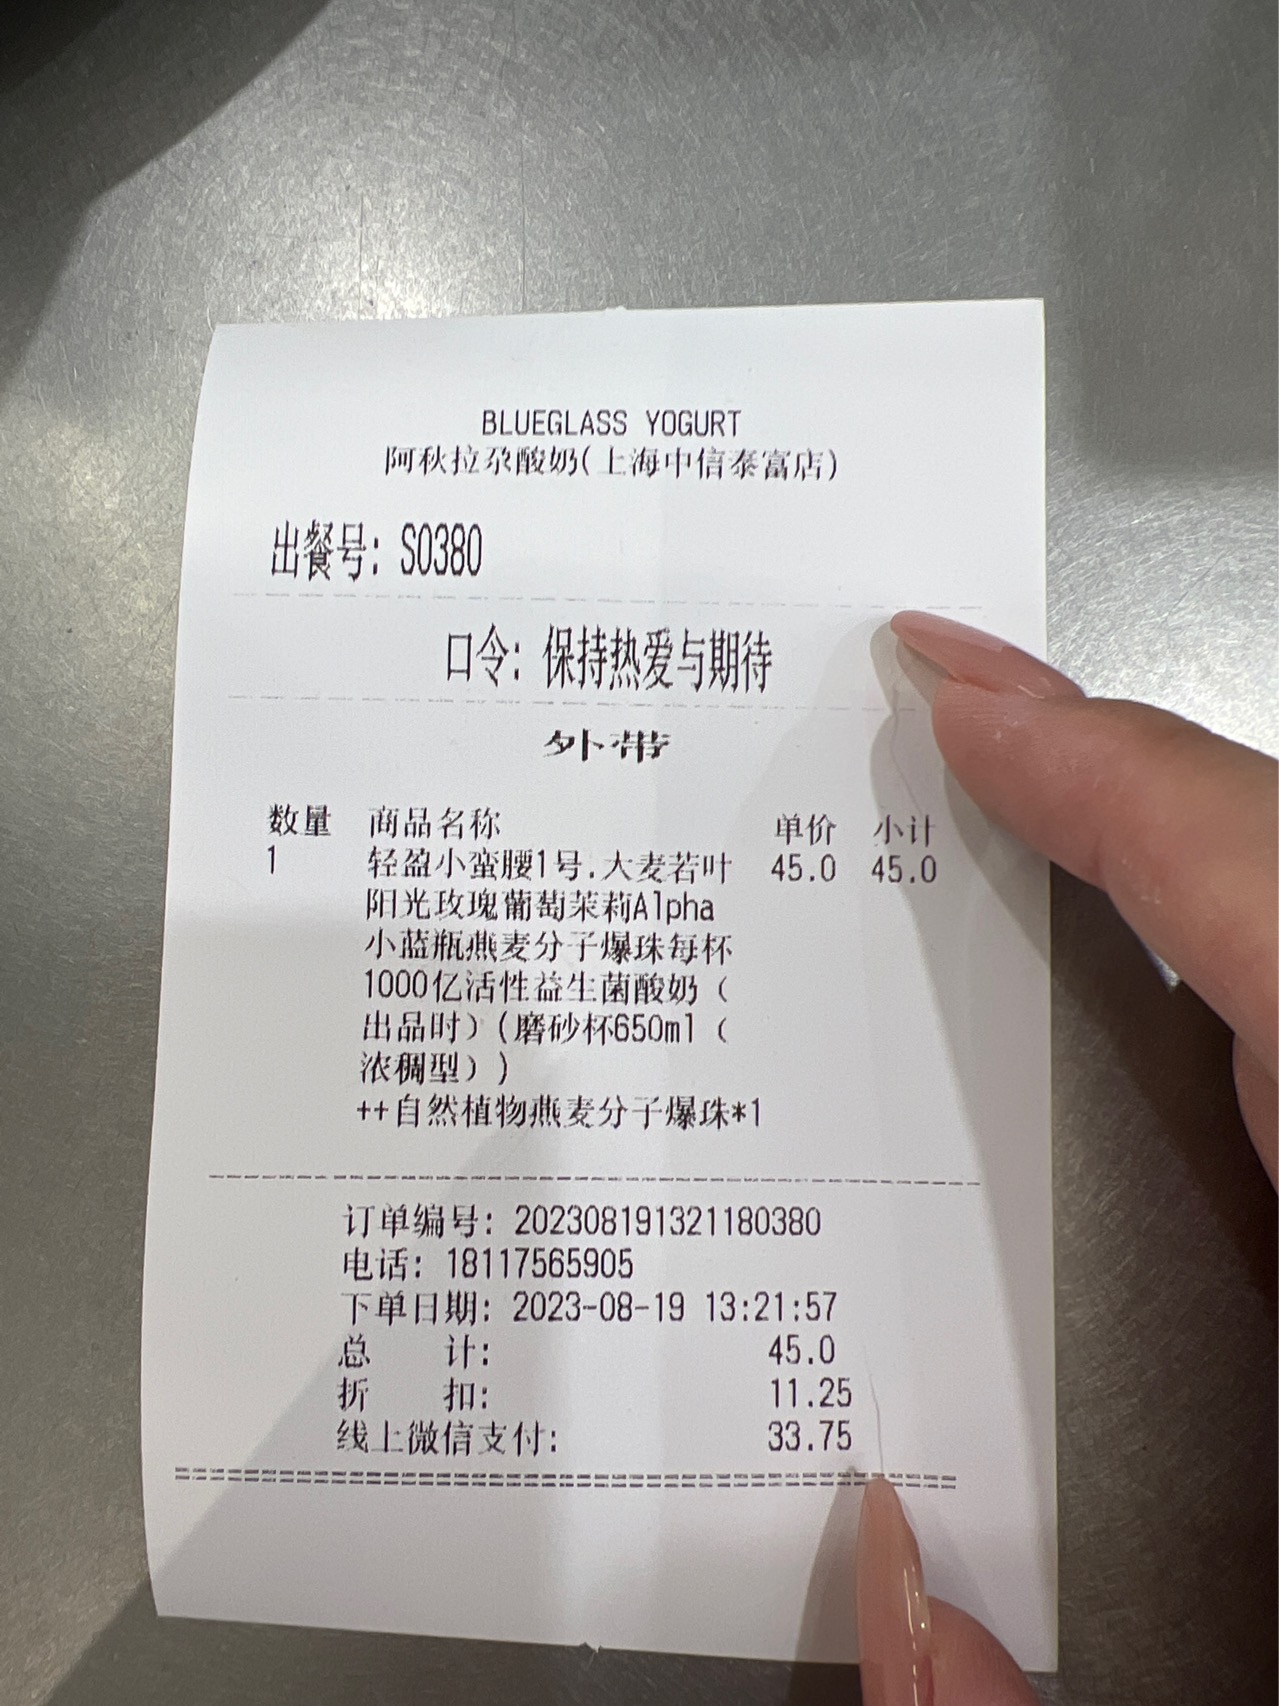 BLUEGLASS YOGURT
阿秋拉尕酸奶(上海中信泰富店)
出餐号: S0380
口令: 保持热爱与期待
外带
数量 商品名称 单价 小计
1 轻盈小蛮腰1号.大麦若叶 45.0 45.0
阳光玫瑰葡萄茉莉Alpha
小蓝瓶燕麦分子爆珠每杯
1000亿活性益生菌酸奶（
出品时）(磨砂杯650ml（
浓稠型）)
++自然植物燕麦分子爆珠*1
订单编号: 202308191321180380
电话: 18117565905
下单日期: 2023-08-19 13:21:57
总 计: 45.0
折 扣: 11.25
线上微信支付: 33.75